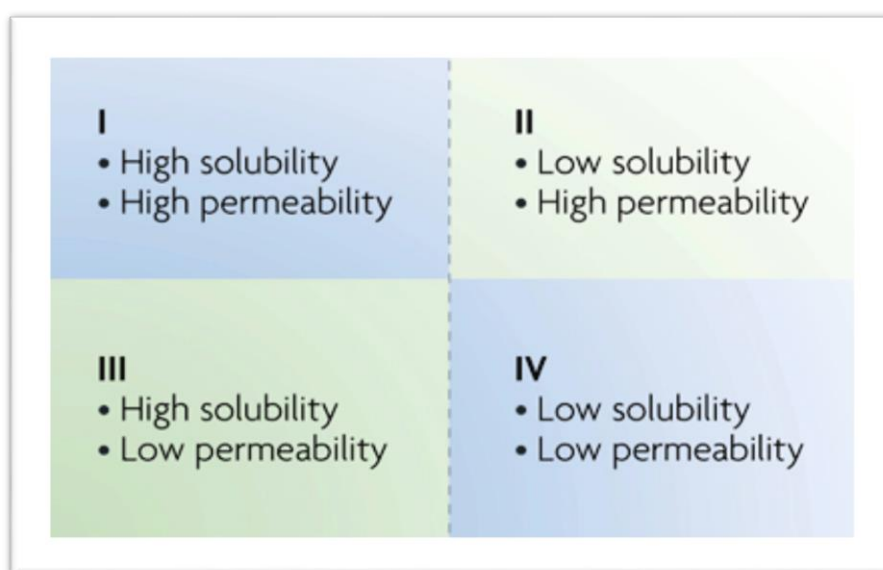 I
• High solubility
• High permeability
II
• Low solubility
• High permeability
III
• High solubility
• Low permeability
IV
• Low solubility
• Low permeability